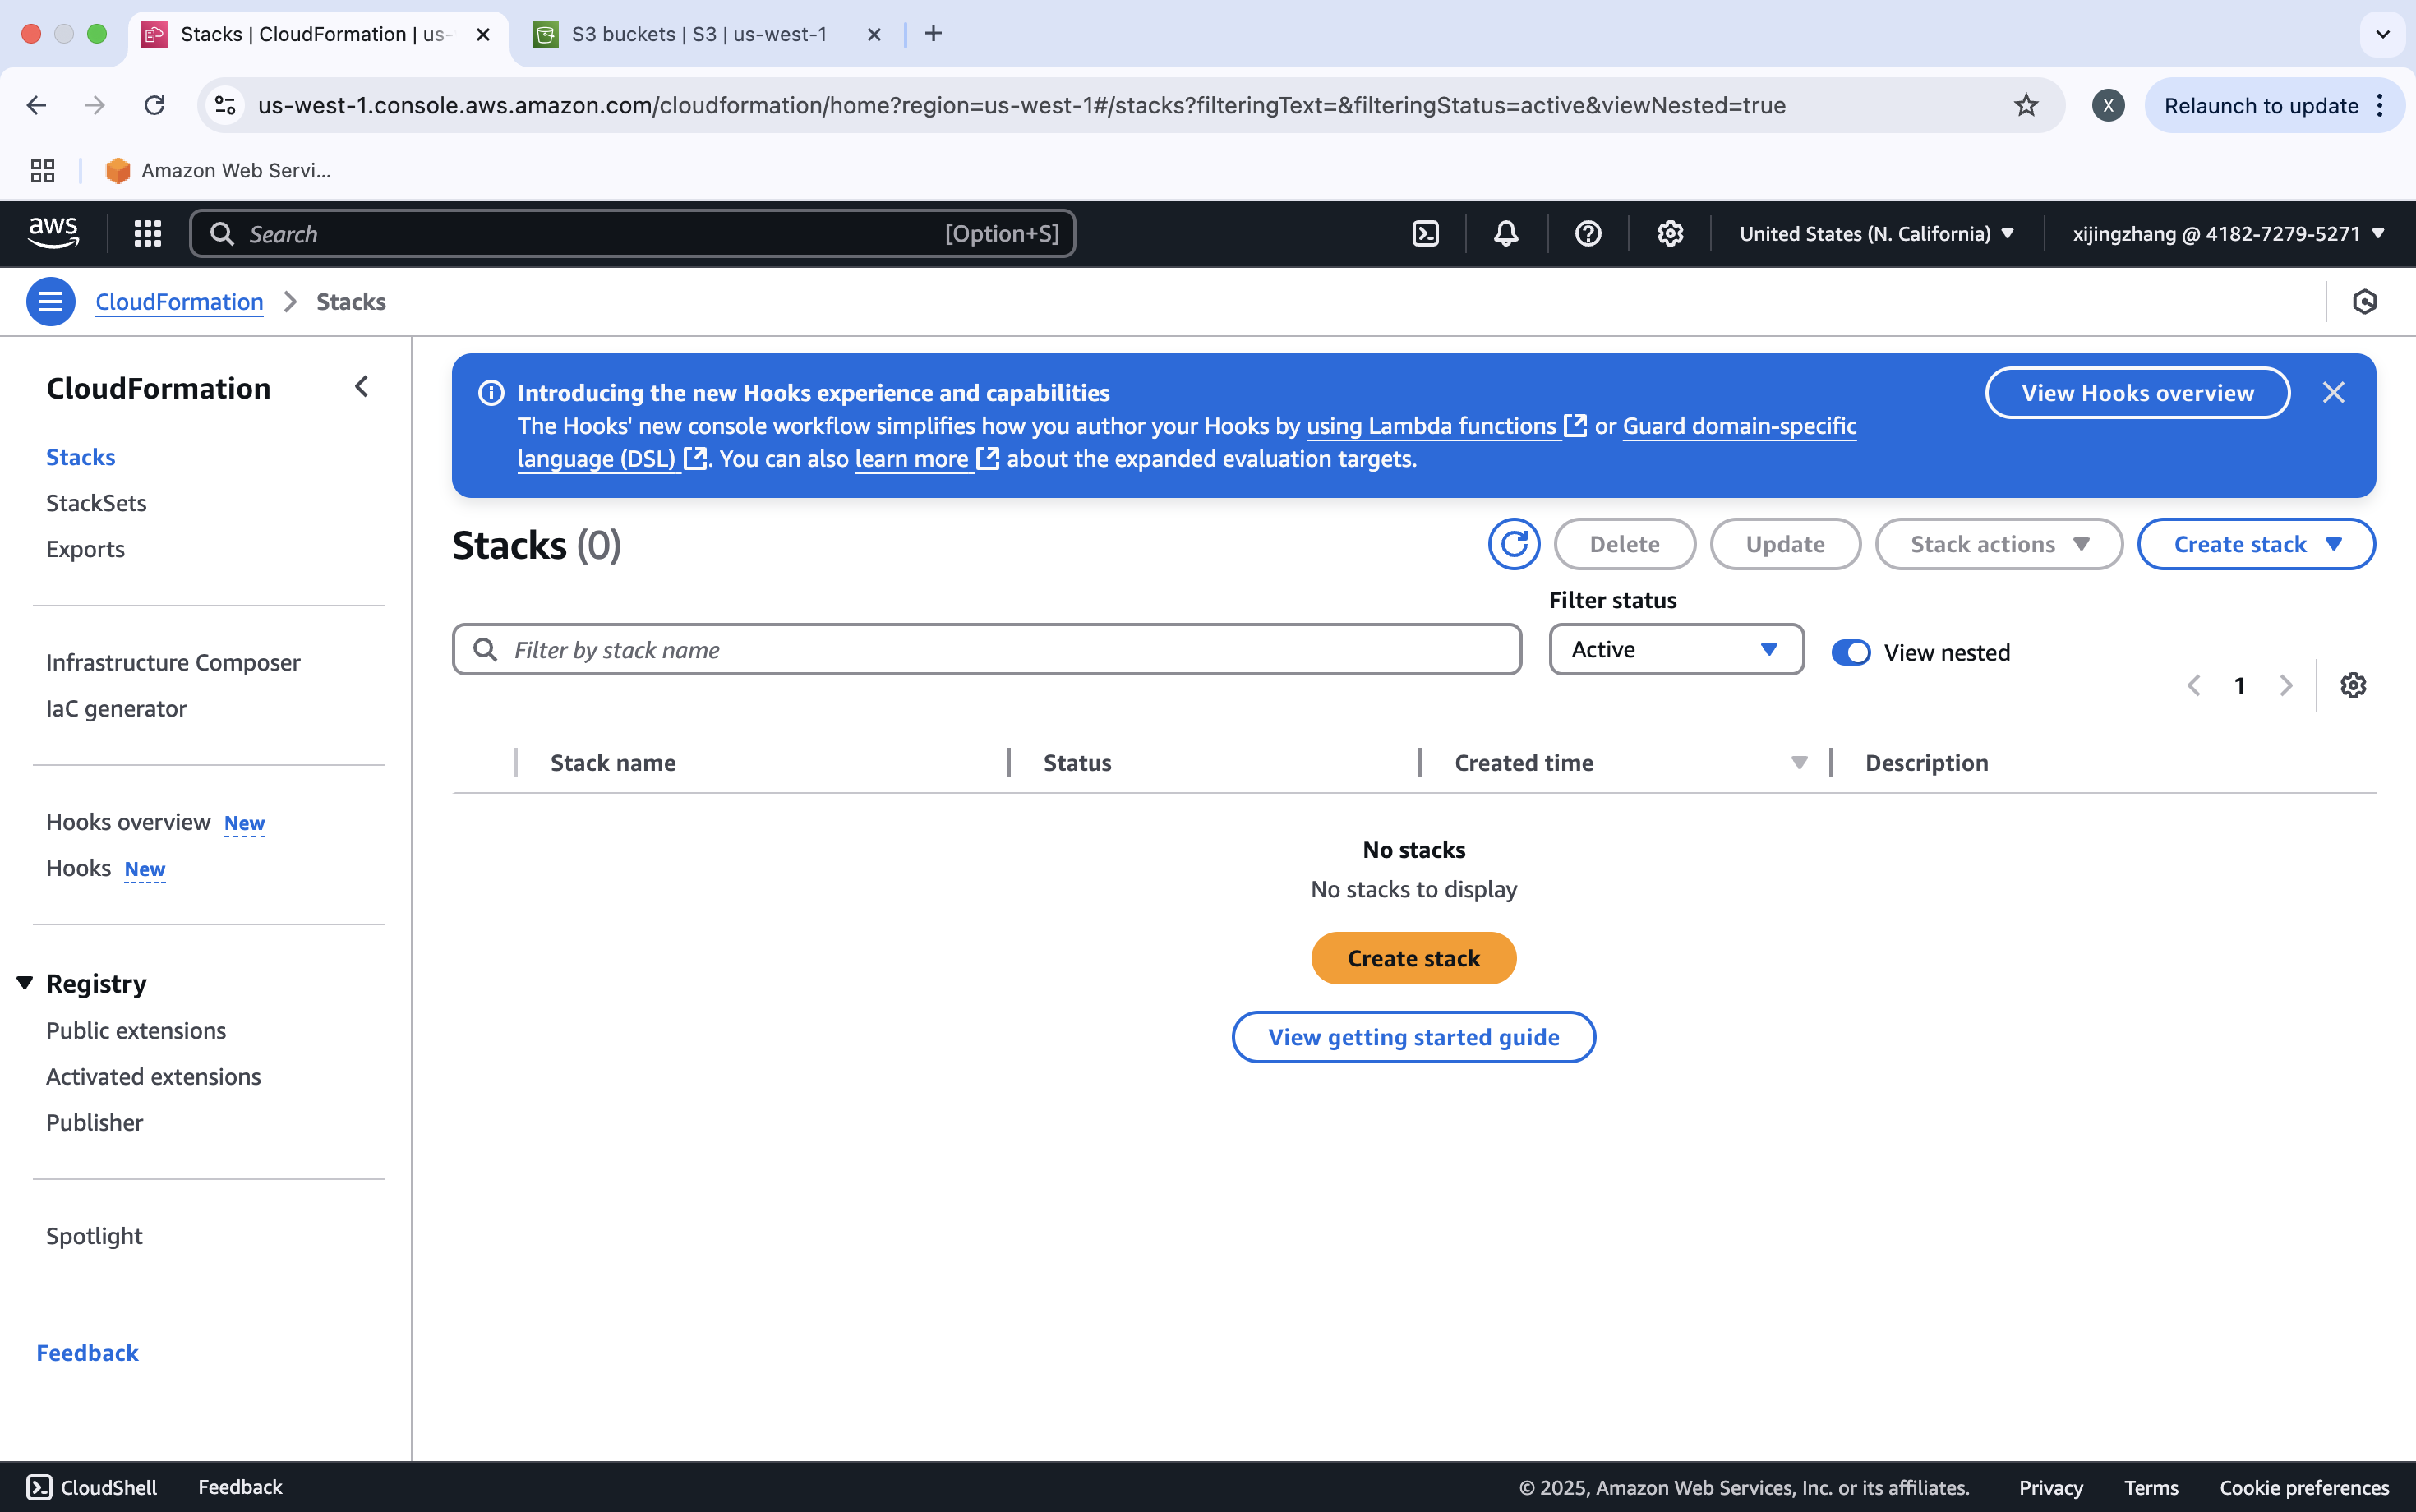 Stacks | CloudFormation | us-
S3 buckets | S3 | us-west-1
us-west-1.console.aws.amazon.com/cloudformation/home?region=us-west-1#/stacks?filteringText=&filteringStatus=active&viewNested=true
X
Relaunch to update
Amazon Web Servi...
aws
Search
[Option+S]
United States (N. California)
xijingzhang @ 4182-7279-5271
CloudFormation
Stacks
CloudFormation
Stacks
StackSets
Exports
Infrastructure Composer
IaC generator
Hooks overview New
Hooks New
Registry
Public extensions
Activated extensions
Publisher
Spotlight
Feedback
Introducing the new Hooks experience and capabilities
The Hooks' new console workflow simplifies how you author your Hooks by using Lambda functions or Guard domain-specific
language (DSL) . You can also learn more about the expanded evaluation targets.
View Hooks overview
Stacks (0)
Delete
Update
Stack actions
Create stack
Filter by stack name
Filter status
Active
View nested
1
Stack name
Status
Created time
Description
No stacks
No stacks to display
Create stack
View getting started guide
CloudShell
Feedback
© 2025, Amazon Web Services, Inc. or its affiliates.
Privacy
Terms
Cookie preferences